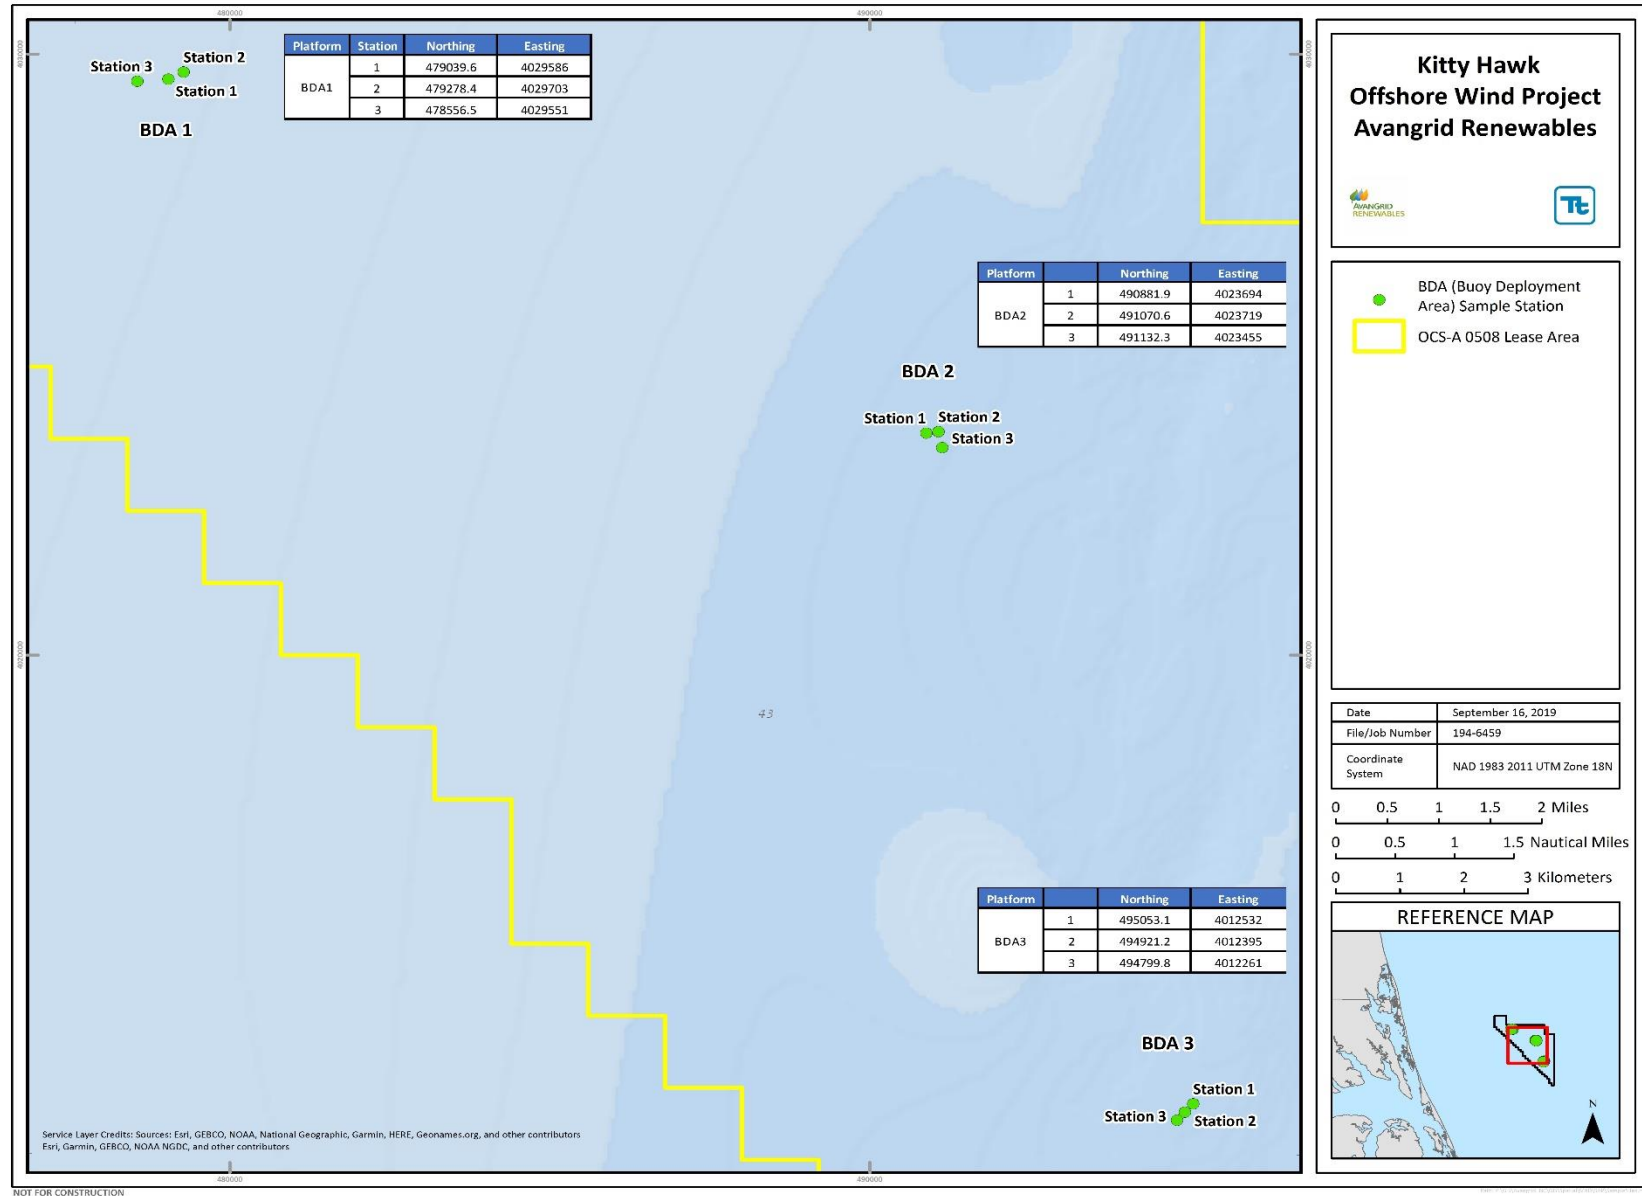 480000
490000
4030000
4030000
Station 3
Station 2
Station 1
BDA 1
Platform Station Northing Easting
BDA1
1 479039.6 4029586
2 479278.4 4029703
3 478556.5 4029551
Platform Northing Easting
BDA2
1 490881.9 4023694
2 491070.6 4023719
3 491132.3 4023455
BDA 2
Station 1
Station 2
Station 3
4020000
4020000
43
Platform Northing Easting
BDA3
1 495053.1 4012532
2 494921.2 4012395
3 494799.8 4012261
BDA 3
Station 1
Station 3
Station 2
Service Layer Credits: Sources: Esri, GEBCO, NOAA, National Geographic, Garmin, HERE, Geonames.org, and other contributors
Esri, Garmin, GEBCO, NOAA NGDC, and other contributors
480000
490000
NOT FOR CONSTRUCTION
Kitty Hawk
Offshore Wind Project
Avangrid Renewables
AVANGRID
RENEWABLES
Tt
BDA (Buoy Deployment
Area) Sample Station
OCS-A 0508 Lease Area
Date September 16, 2019
File/Job Number 194-6459
Coordinate
System
NAD 1983 2011 UTM Zone 18N
0 0.5 1 1.5 2 Miles
0 0.5 1 1.5 Nautical Miles
0 1 2 3 Kilometers
REFERENCE MAP
N